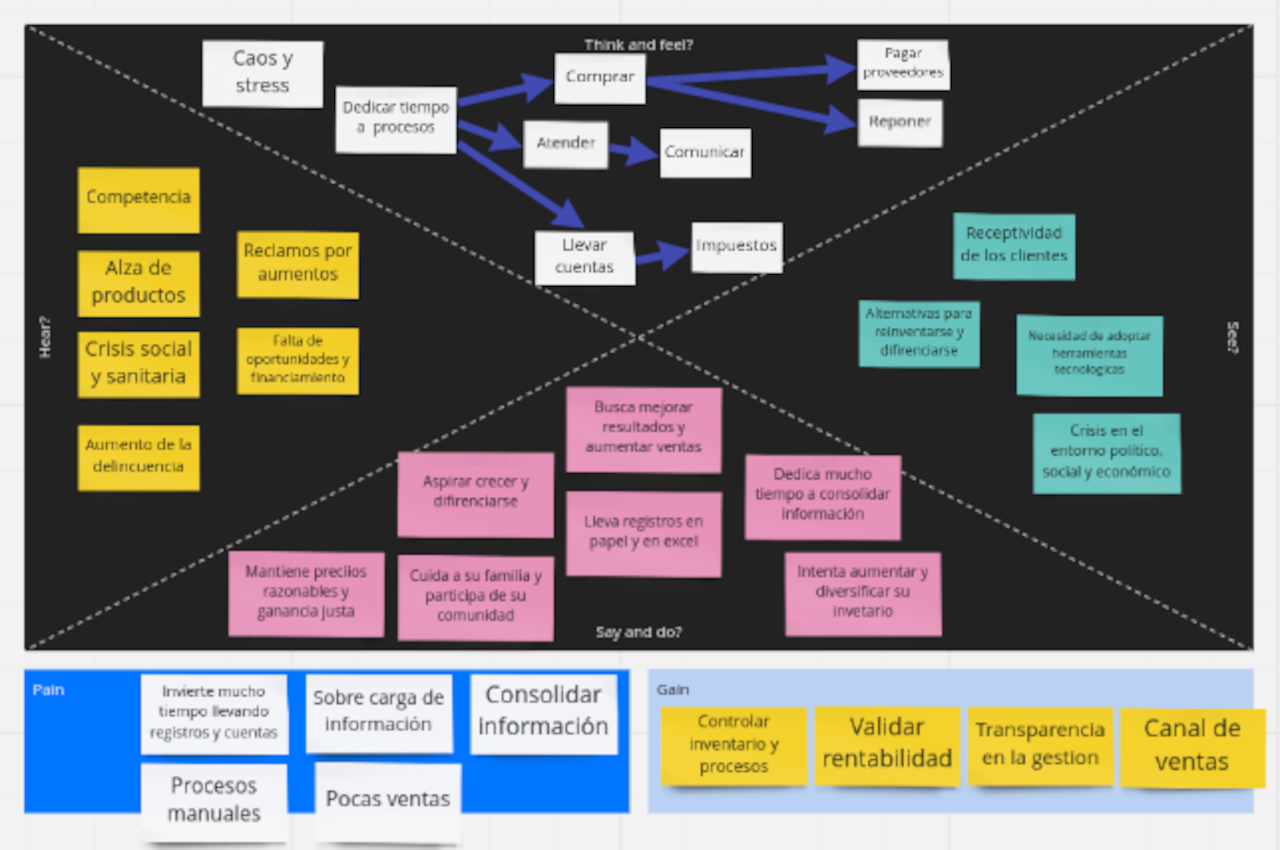 Think and feel?
Caos y
stress
Dedicar tiempo
a procesos
Comprar
Pagar
proveedores
Reponer
Atender
Comunicar
Llevar
cuentas
Impuestos
Hear?
Competencia
Alza de
productos
Crisis social
y sanitaria
Aumento de la
delincuencia
Reclamos por
aumentos
Falta de
oportunidades y
financiamiento
See?
Receptividad
de los clientes
Alternativas para
reinventarse y
difirenciarse
Necesidad de adoptar
herramientas
tecnologicas
Crisis en el
entorno político,
social y económico
Busca mejorar
resultados y
aumentar ventas
Aspirar crecer y
difirenciarse
Lleva registros en
papel y en excel
Dedica mucho
tiempo a consolidar
información
Mantiene precilos
razonables y
ganancia justa
Cuida a su familia y
participa de su
comunidad
Intenta aumentar y
diversificar su
invetario
Say and do?
Pain
Invierte mucho
tiempo llevando
registros y cuentas
Sobre carga de
información
Consolidar
información
Procesos
manuales
Pocas ventas
Gain
Controlar
inventario y
procesos
Validar
rentabilidad
Transparencia
en la gestion
Canal de
ventas